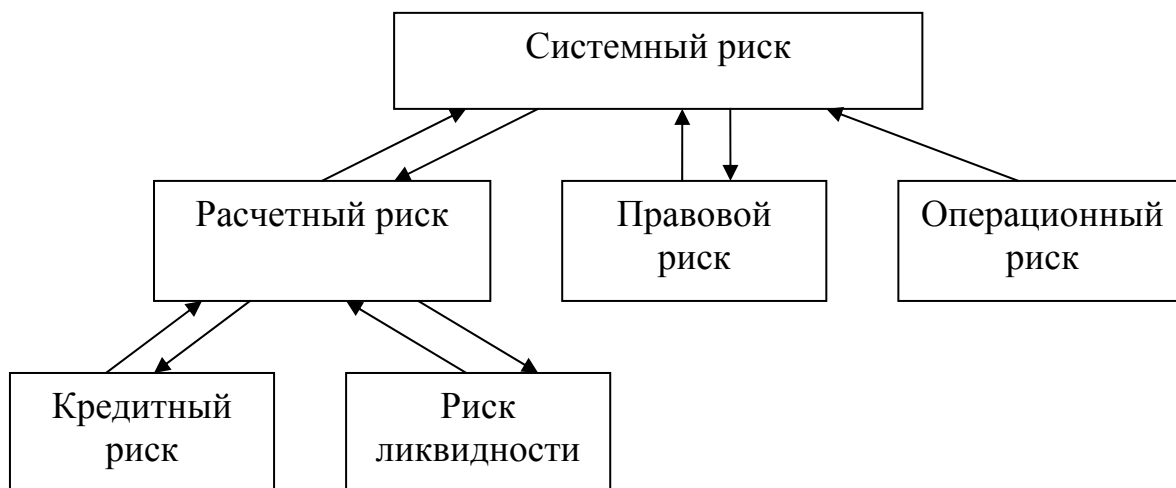 Системный риск
Расчетный риск
Правовой
риск
Операционный
риск
Кредитный
риск
Риск
ликвидности